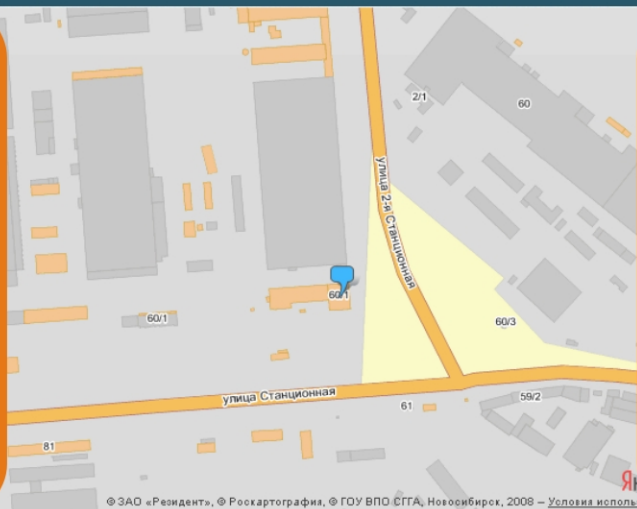 2/1
60
улица 2-я Станционная
60/1
60/1
60/3
улица Станционная
59/2
61
81
Я
© ЗАО «Резидент», © Роскартография, © ГОУ ВПО СГГА, Новосибирск, 2008 — Условия исполь